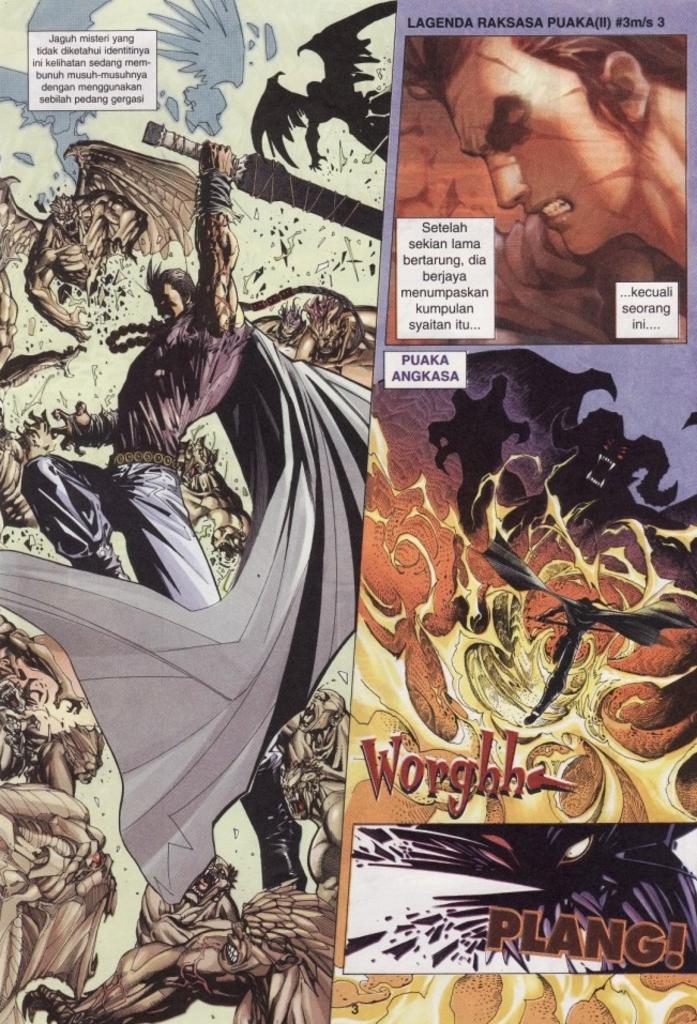 Jaguh misteri yang
tidak diketahui identitinya
ini kelihatan sedang mem-
bunuh musuh-musuhnya
dengan menggunakan
sebilah pedang gergasi
LAGENDA RAKSASA PUAKA(II) #3m/s 3
Setelah
sekian lama
bertarung, dia
berjaya
menumpaskan
kumpulan
syaitan itu...
...kecuali
seorang
ini....
PUAKA
ANGKASA
Worghh
PLANG!
3